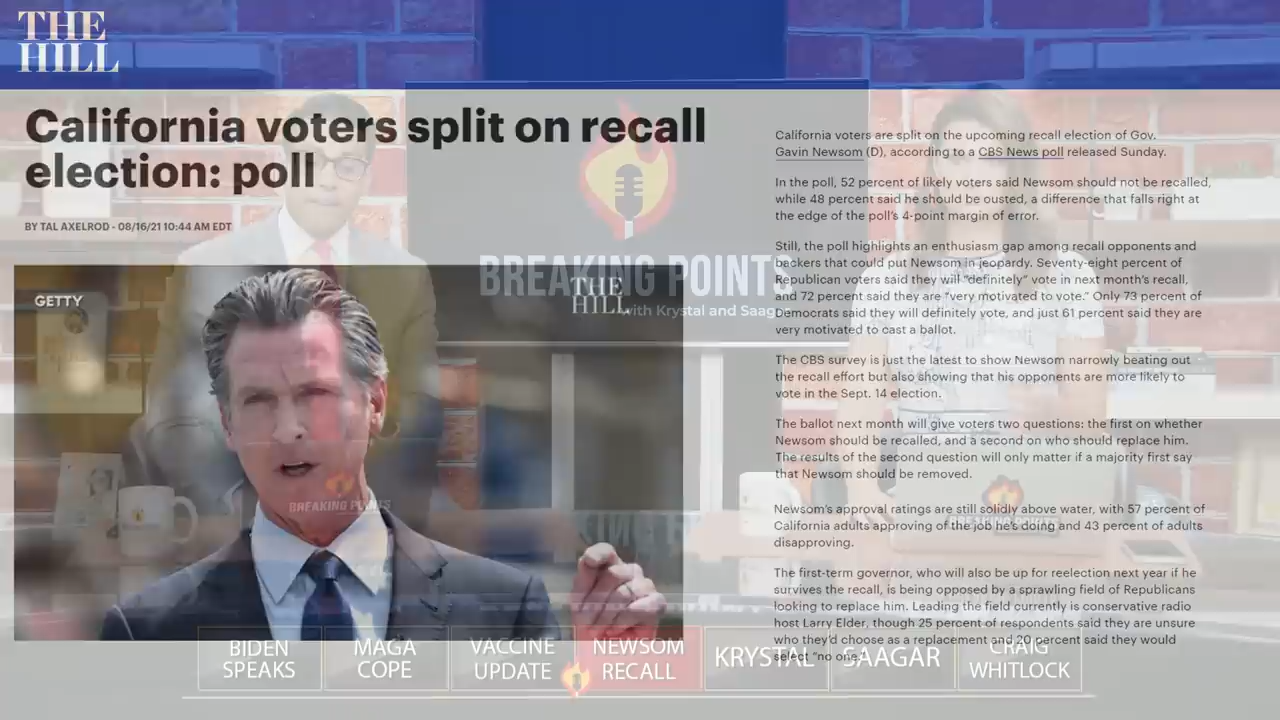 THE
HILL
California voters split on recall
election: poll
BY TAL AXELROD - 08/16/21 10:44 AM EDT
GETTY
THE
HILL
BREAKING POINTS
with Krystal and Saagar
California voters are split on the upcoming recall election of Gov.
Gavin Newsom (D), according to a CBS News poll released Sunday.
In the poll, 52 percent of likely voters said Newsom should not be recalled,
while 48 percent said he should be ousted, a difference that falls right at
the edge of the poll's 4-point margin of error.
Still, the poll highlights an enthusiasm gap among recall opponents and
backers that could put Newsom in jeopardy. Seventy-eight percent of
Republican voters said they will "definitely" vote in next month's recall,
and 72 percent said they are "very motivated to vote." Only 73 percent of
Democrats said they will definitely vote, and just 61 percent said they are
very motivated to cast a ballot.
The CBS survey is just the latest to show Newsom narrowly beating out
the recall effort but also showing that his opponents are more likely to
vote in the Sept. 14 election.
The ballot next month will give voters two questions: the first on whether
Newsom should be recalled, and a second on who should replace him.
The results of the second question will only matter if a majority first say
that Newsom should be removed.
Newsom's approval ratings are still solidly above water, with 57 percent of
California adults approving of the job he's doing and 43 percent of adults
disapproving.
The first-term governor, who will also be up for reelection next year if he
survives the recall, is being opposed by a sprawling field of Republicans
looking to replace him. Leading the field currently is conservative radio
host Larry Elder, though 25 percent of respondents said they are unsure
who they'd choose as a replacement and 20 percent said they would
select "no one."
BREAKING POINTS
BREAKING POINTS
BIDEN
SPEAKS
MAGA
COPE
VACCINE
UPDATE
NEWSOM
RECALL
KRYSTAL
SAAGAR
CRAIG
WHITLOCK